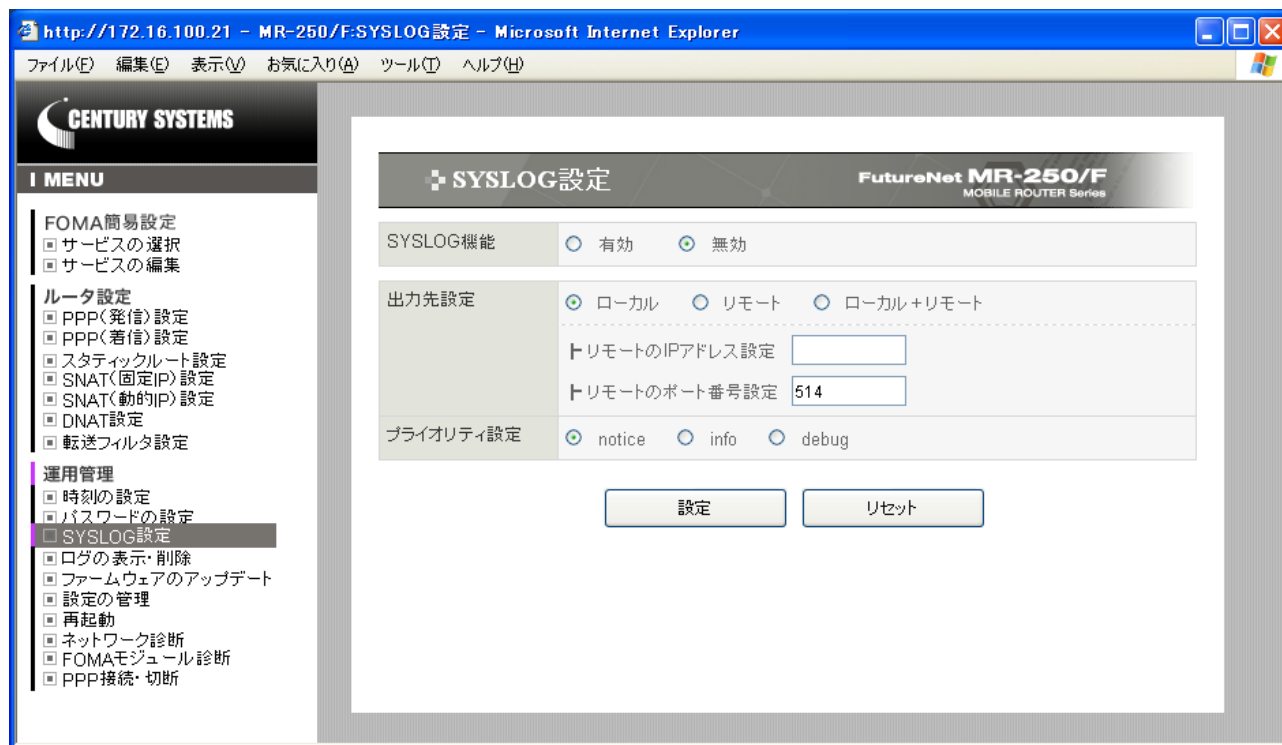 http://172.16.100.21 - MR-250/F:SYSLOG設定 - Microsoft Internet Explorer
ファイル(F) 編集(E) 表示(V) お気に入り(A) ツール(T) ヘルプ(H)
CENTURY SYSTEMS
MENU
FOMA簡易設定
サービスの選択
サービスの編集
ルータ設定
PPP(発信)設定
PPP(着信)設定
スタティックルート設定
SNAT(固定IP)設定
SNAT(動的IP)設定
DNAT設定
転送フィルタ設定
運用管理
時刻の設定
パスワードの設定
SYSLOG設定
ログの表示・削除
ファームウェアのアップデート
設定の管理
再起動
ネットワーク診断
FOMAモジュール診断
PPP接続・切断
SYSLOG設定
FutureNet MR-250/F
MOBILE ROUTER Series
SYSLOG機能 有効 無効
出力先設定 ローカル リモート ローカル+リモート
リモートのIPアドレス設定
リモートのポート番号設定 514
プライオリティ設定 notice info debug
設定 リセット